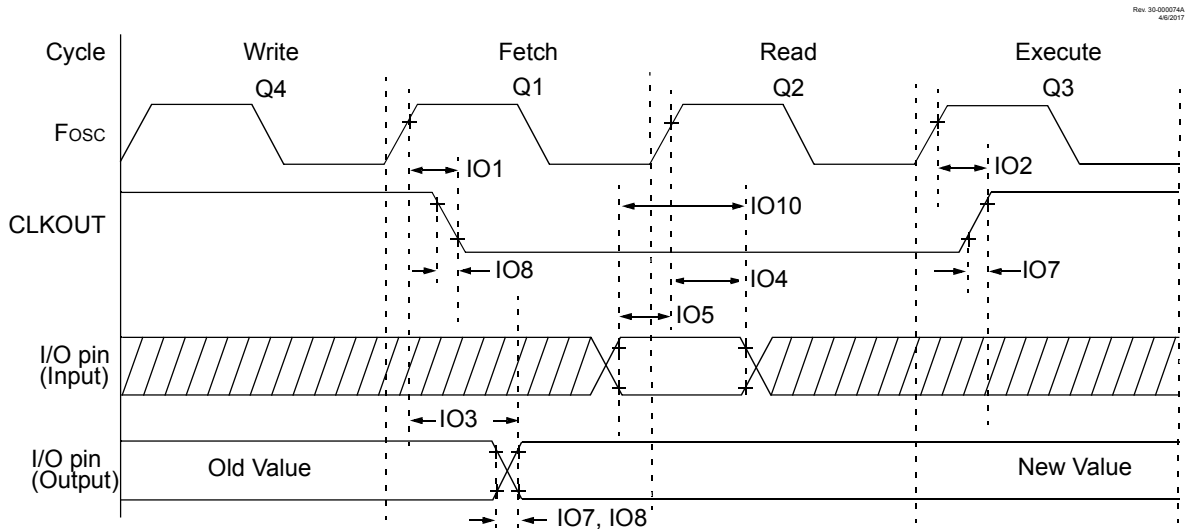 Rev. 30-000074A
4/6/2017
Cycle Write Fetch Read Execute
Q4 Q1 Q2 Q3
Fosc
IO1 IO2
CLKOUT
IO10
IO8 IO4 IO7
IO5
I/O pin
(Input)
IO3
I/O pin
(Output)
Old Value New Value
IO7, IO8